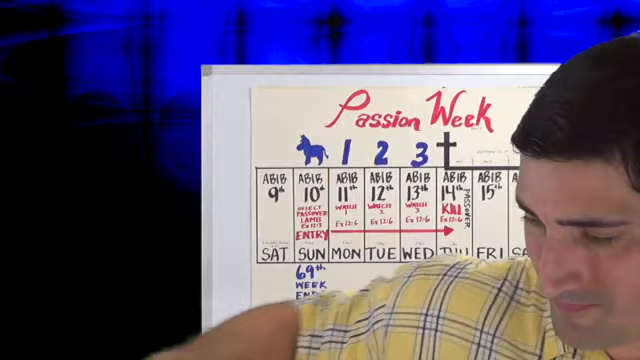 Passion Week
1 2 3
ABIB 9th ABIB 10th ABIB 11th ABIB 12th ABIB 13th ABIB 14th ABIB 15th
SELECT PASSOVER LAMB Ex 12:3 ENTRY
WATCH 1 Ex 12:6
WATCH 2 Ex 12:6
WATCH 3 Ex 12:6
KILL Ex 12:6
PASSOVER
SAT SUN MON TUE WED THU FRI SA
69th
WEEK
ENDS